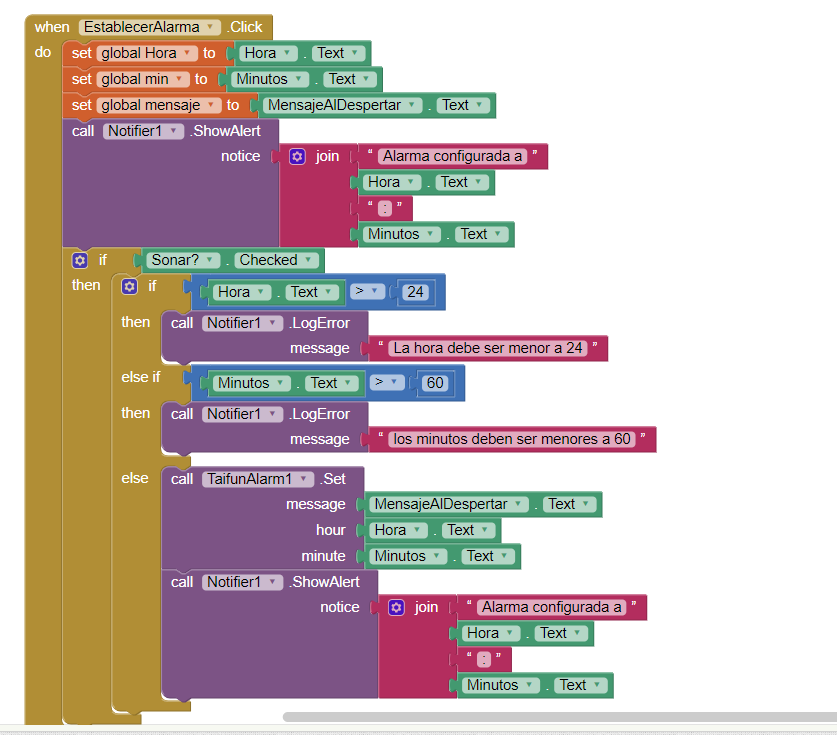 when EstablecerAlarma .Click
do set global Hora to Hora . Text
set global min to Minutos . Text
set global mensaje to MensajeAlDespertar . Text
call Notifier1 .ShowAlert
notice join " Alarma configurada a "
Hora . Text
" : "
Minutos . Text
if Sonar? . Checked
then if Hora . Text > 24
then call Notifier1 .LogError
message " La hora debe ser menor a 24 "
else if Minutos . Text > 60
then call Notifier1 .LogError
message " los minutos deben ser menores a 60 "
else call TaifunAlarm1 .Set
message MensajeAlDespertar . Text
hour Hora . Text
minute Minutos . Text
call Notifier1 .ShowAlert
notice join " Alarma configurada a "
Hora . Text
" : "
Minutos . Text